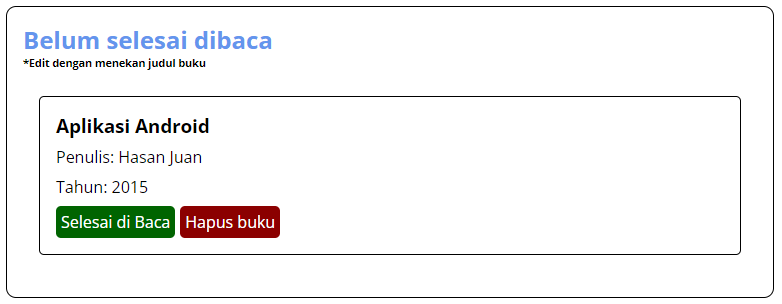 Belum selesai dibaca
*Edit dengan menekan judul buku
Aplikasi Android
Penulis: Hasan Juan
Tahun: 2015
Selesai di Baca Hapus buku